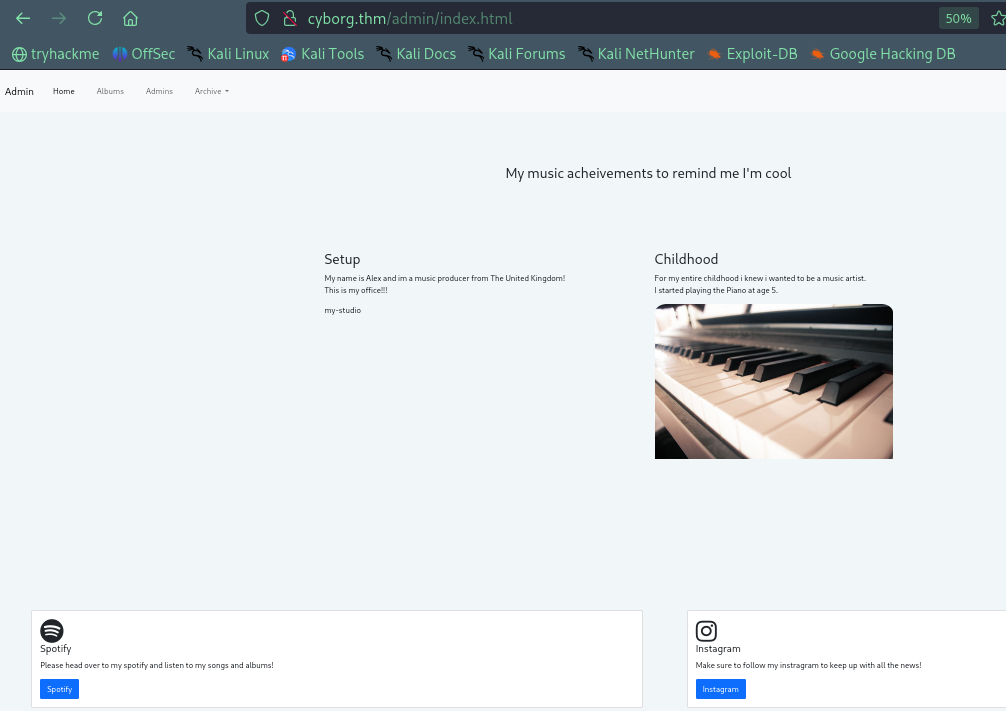 cyborg.thm/admin/index.html
50%
tryhackme OffSec Kali Linux Kali Tools Kali Docs Kali Forums Kali NetHunter Exploit-DB Google Hacking DB
Admin Home Albums Admins Archive
My music acheivements to remind me I'm cool
Setup
My name is Alex and im a music producer from The United Kingdom!
This is my office!!!
my-studio
Childhood
For my entire childhood i knew i wanted to be a music artist.
I started playing the Piano at age 5.
Spotify
Please head over to my spotify and listen to my songs and albums!
Spotify
Instagram
Make sure to follow my instragram to keep up with all the news!
Instagram